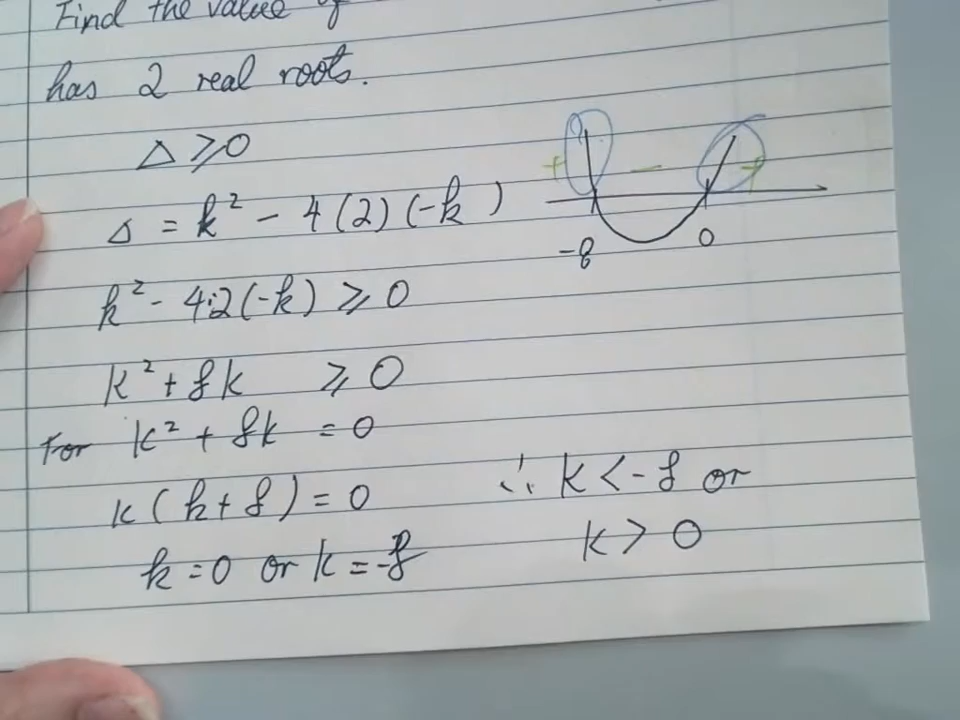 Find the value of
has 2 real roots.
Δ ≥ 0
Δ = k² - 4(2)(-k)
k² - 4·2(-k) ≥ 0
k² + 8k ≥ 0
For k² + 8k = 0
k(k+8) = 0
k = 0 or k = -8
+ - +
-8 0
∴ k < -8 or
k > 0